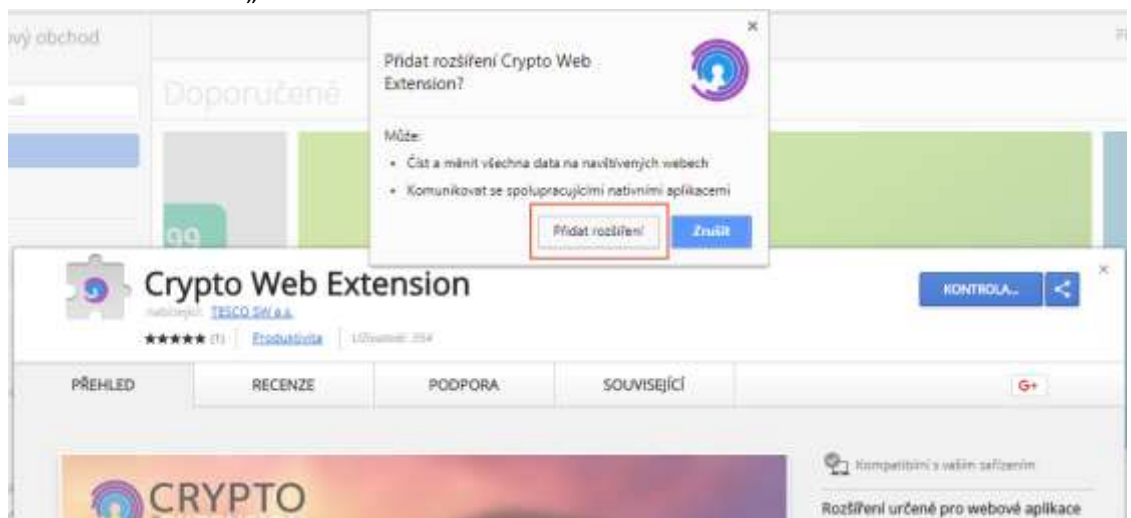 „
ový obchod
Doporučené
Přidat rozšíření Crypto Web
Extension?
×
Může:
• Číst a měnit všechna data na navštívených webech
• Komunikovat se spolupracujícími nativními aplikacemi
Přidat rozšíření
Zrušit
99
Crypto Web Extension
TESCO SW a.s.
★★★★★ (1)
Produktivita
KONTROLA...
×
PŘEHLED
RECENZE
PODPORA
SOUVISEJÍCÍ
G+
CRYPTO
Kompatibilní s vaším zařízením
Rozšíření určené pro webové aplikace